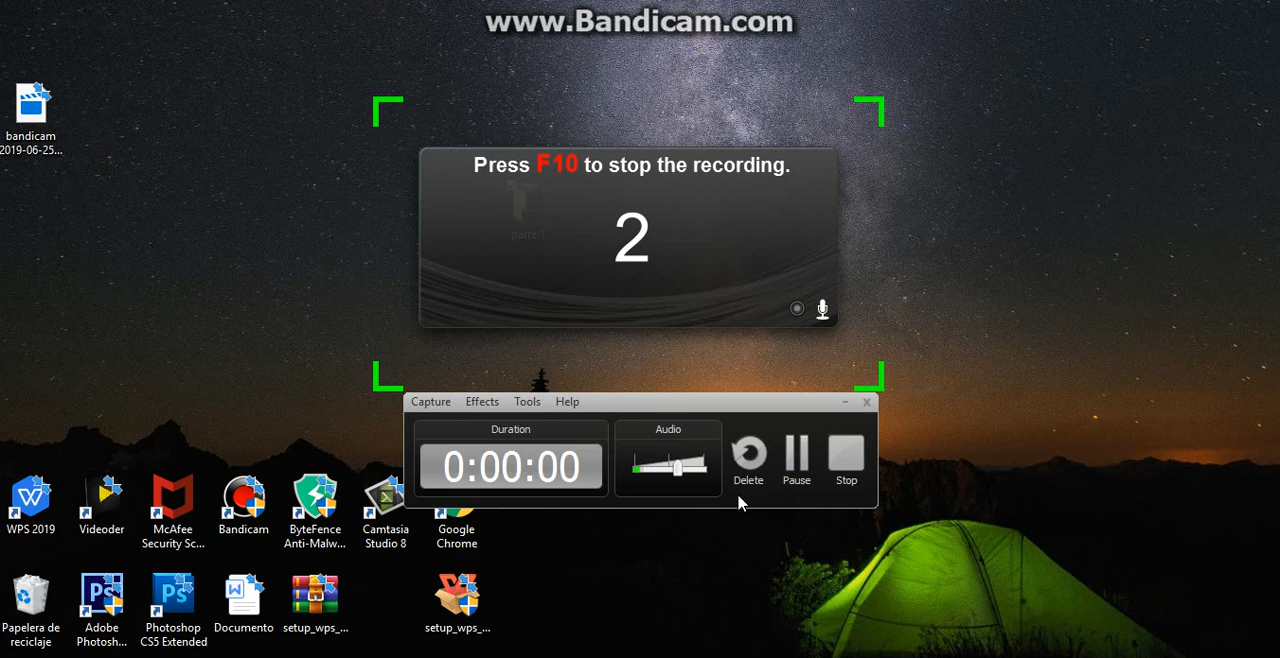 www.Bandicam.com
bandicam
2019-06-25...
Press F10 to stop the recording.
parte 1
2
Capture Effects Tools Help
Duration
Audio
0:00:00
Delete
Pause
Stop
WPS 2019
Videoder
McAfee
Security Sc...
Bandicam
ByteFence
Anti-Malw...
Camtasia
Studio 8
Google
Chrome
Papelera de
reciclaje
Adobe
Photosh...
Photoshop
CS5 Extended
Documento
setup_wps_...
setup_wps_...